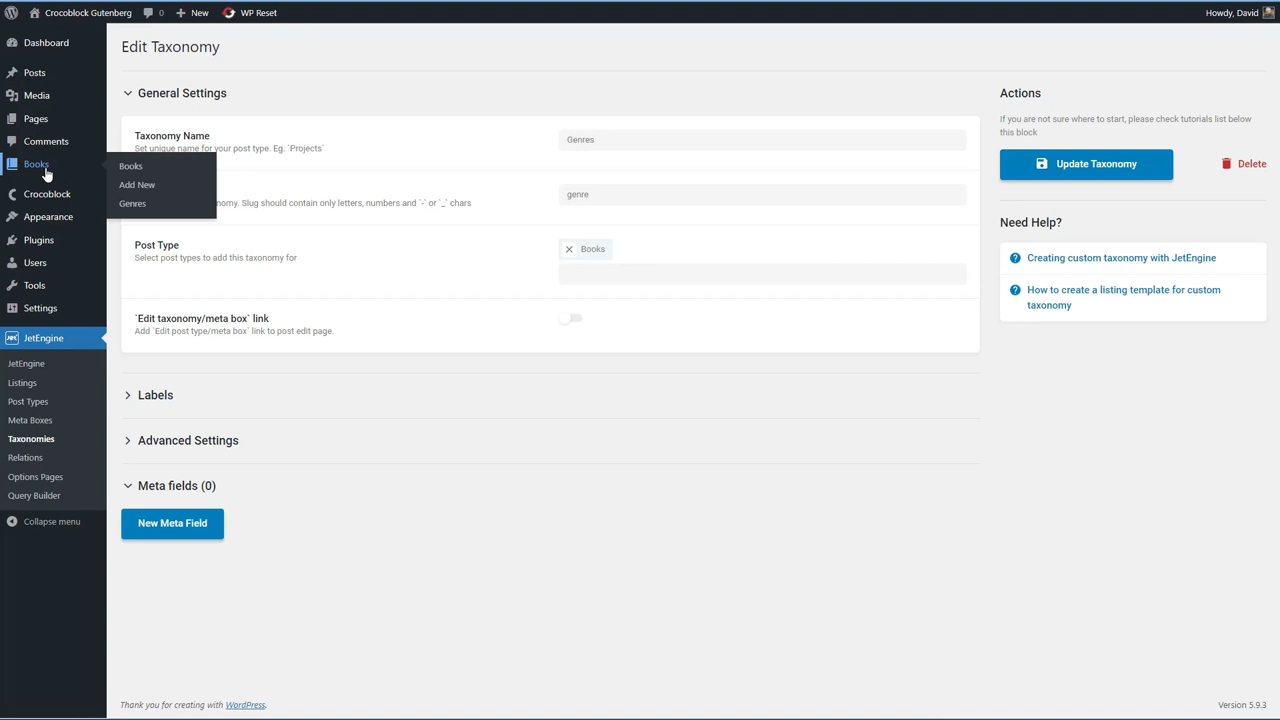 Crocoblock Gutenberg 0 New WP Reset Howdy, David
Dashboard
Posts
Media
Pages
Comments
Books
Crocoblock
Appearance
Plugins
Users
Tools
Settings
JetEngine
JetEngine
Listings
Post Types
Meta Boxes
Taxonomies
Relations
Options Pages
Query Builder
Collapse menu
Books
Add New
Genres
Edit Taxonomy
General Settings
Taxonomy Name
Set unique name for your post type. Eg. `Projects`
Genres
onomy. Slug should contain only letters, numbers and `-` or `_` chars
genre
Post Type
Select post types to add this taxonomy for
Books
`Edit taxonomy/meta box` link
Add `Edit post type/meta box` link to post edit page.
Labels
Advanced Settings
Meta fields (0)
New Meta Field
Actions
If you are not sure where to start, please check tutorials list below
this block
Update Taxonomy
Delete
Need Help?
Creating custom taxonomy with JetEngine
How to create a listing template for custom
taxonomy
Thank you for creating with WordPress.
Version 5.9.3